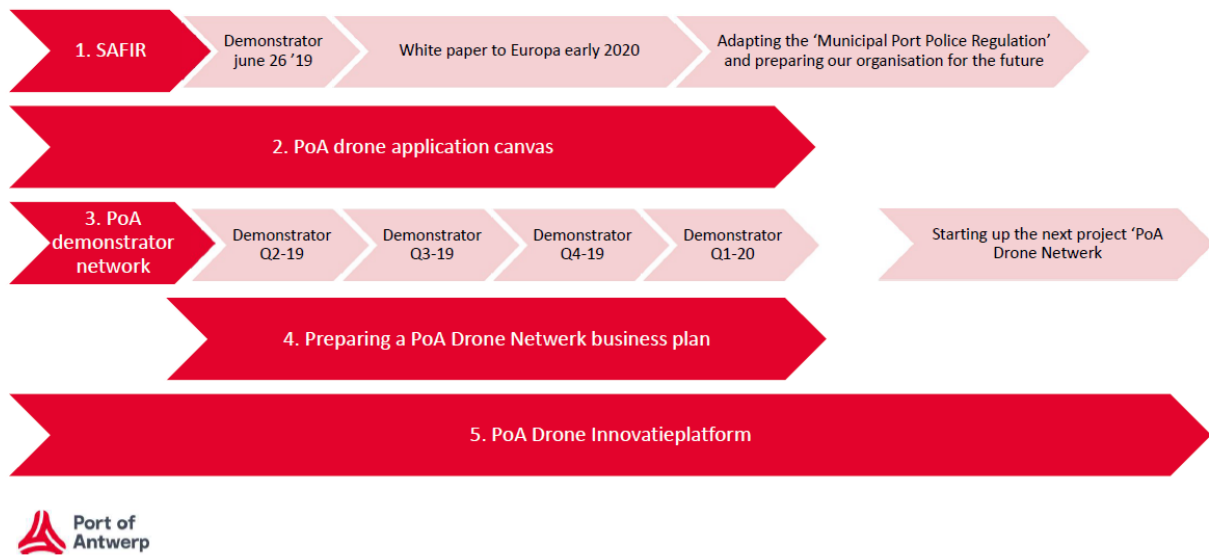 1. SAFIR
Demonstrator
june 26 '19
White paper to Europa early 2020
Adapting the ‘Municipal Port Police Regulation’
and preparing our organisation for the future
2. PoA drone application canvas
3. PoA
demonstrator
network
Demonstrator
Q2-19
Demonstrator
Q3-19
Demonstrator
Q4-19
Demonstrator
Q1-20
Starting up the next project ‘PoA
Drone Netwerk
4. Preparing a PoA Drone Netwerk business plan
5. PoA Drone Innovatieplatform
Port of
Antwerp